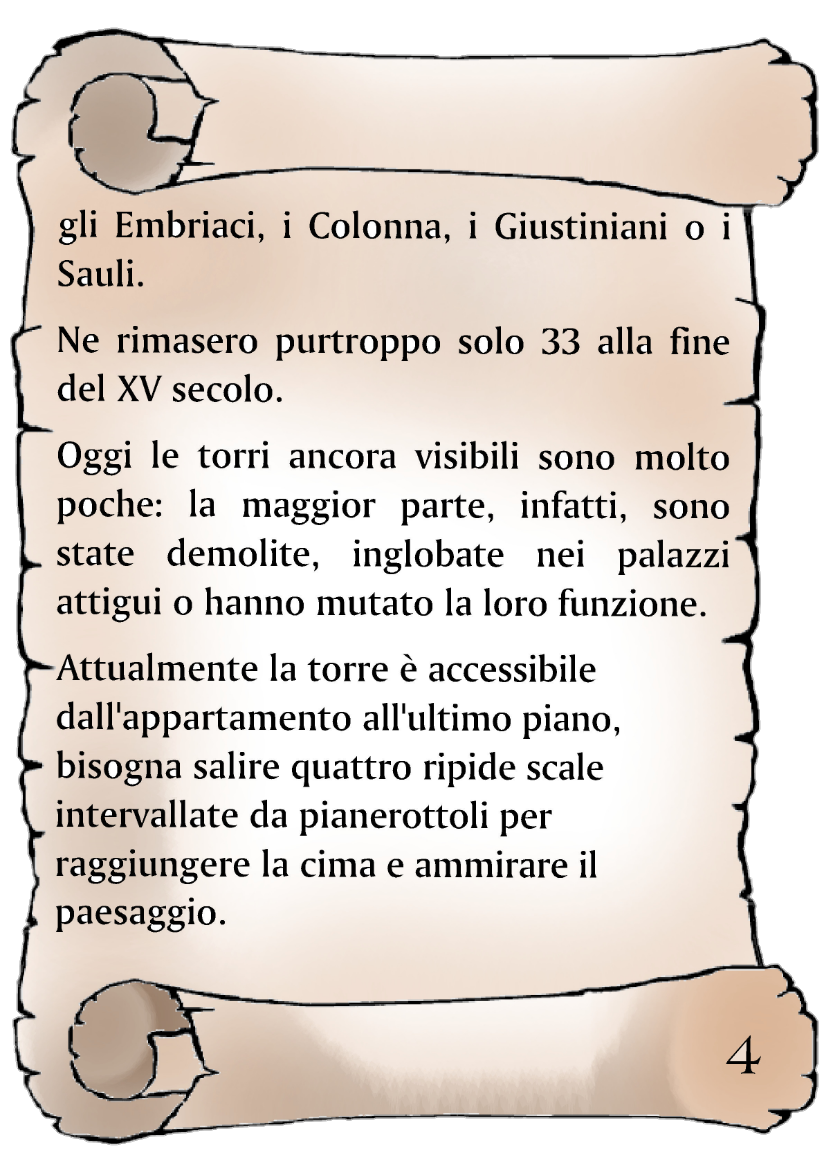 gli Embriaci, i Colonna, i Giustiniani o i
Sauli.
Ne rimasero purtroppo solo 33 alla fine
del XV secolo.
Oggi le torri ancora visibili sono molto
poche: la maggior parte, infatti, sono
state demolite, inglobate nei palazzi
attigui o hanno mutato la loro funzione.
Attualmente la torre è accessibile
dall'appartamento all'ultimo piano,
bisogna salire quattro ripide scale
intervallate da pianerottoli per
raggiungere la cima e ammirare il
paesaggio.
4